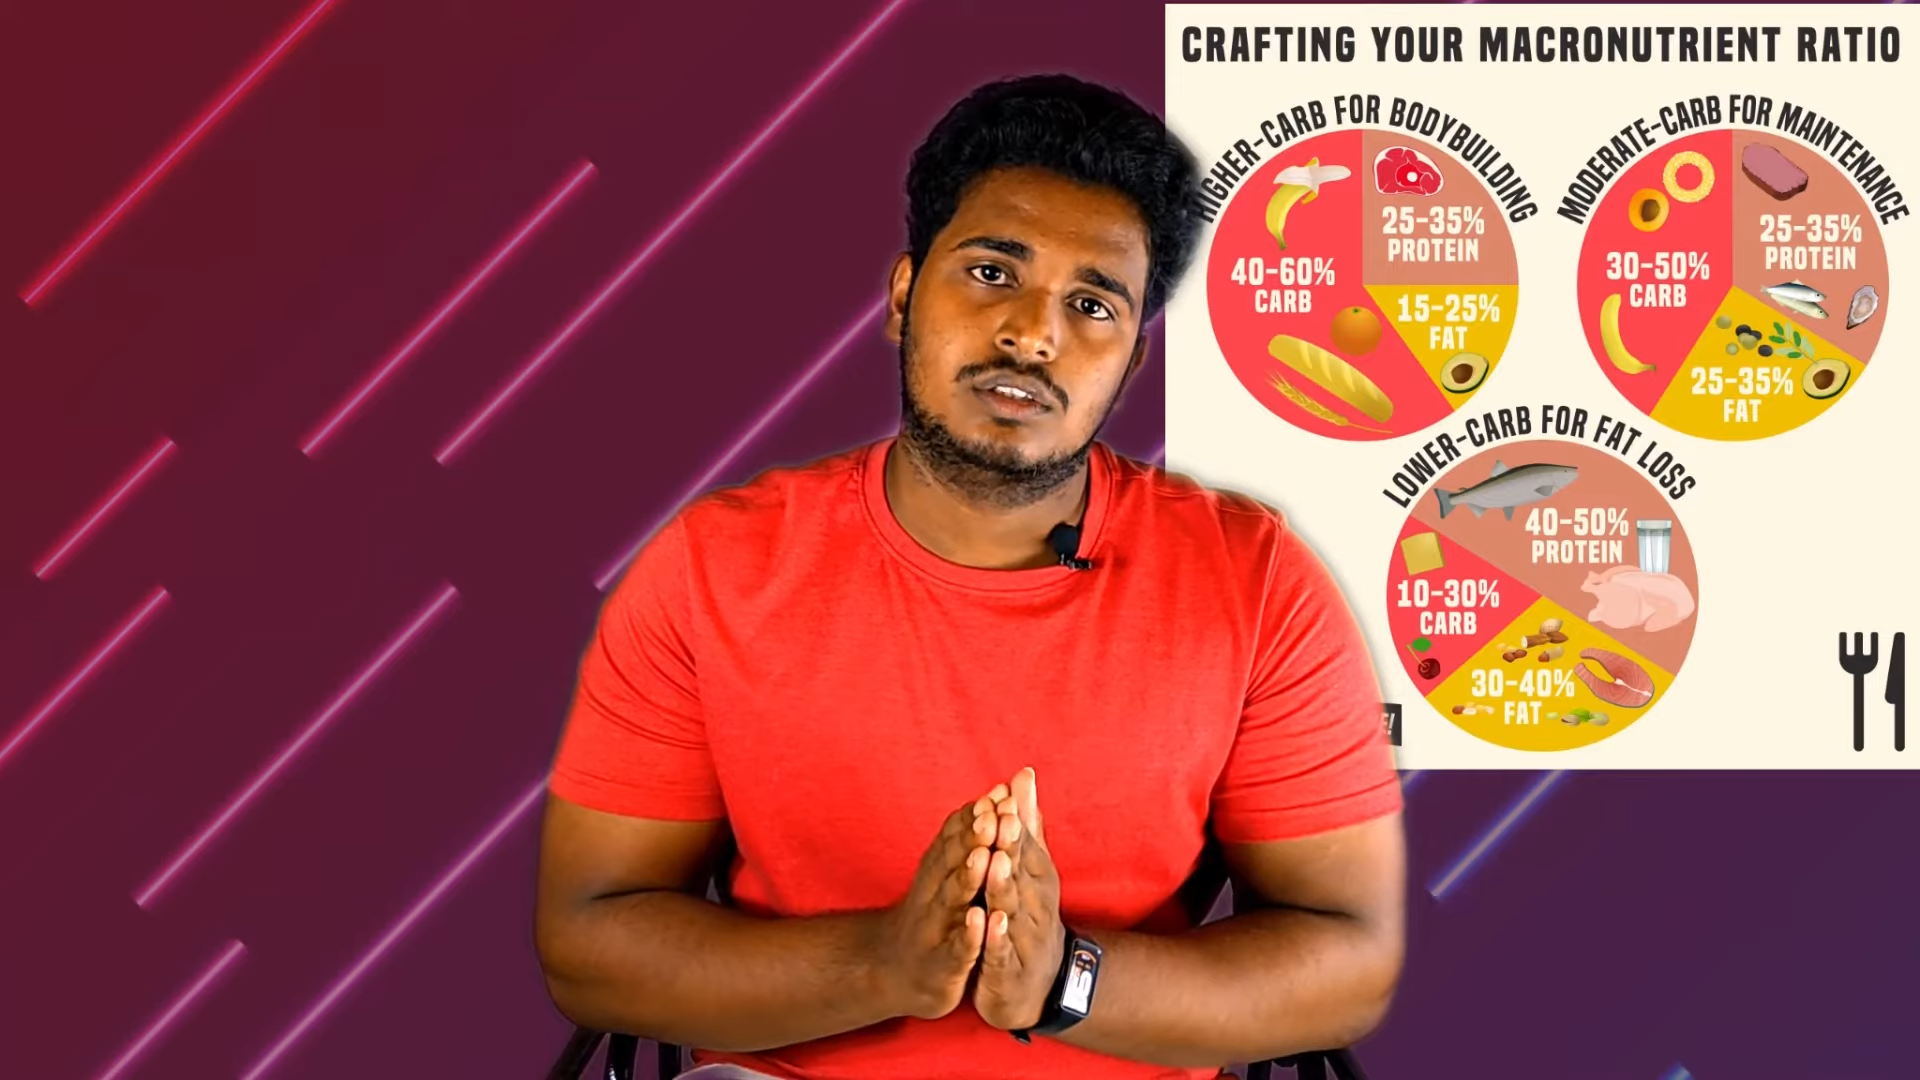 CRAFTING YOUR MACRONUTRIENT RATIO
HIGHER-CARB FOR BODYBUILDING
40-60%
CARB
25-35%
PROTEIN
15-25%
FAT
MODERATE-CARB FOR MAINTENANCE
30-50%
CARB
25-35%
PROTEIN
25-35%
FAT
LOWER-CARB FOR FAT LOSS
40-50%
PROTEIN
10-30%
CARB
30-40%
FAT